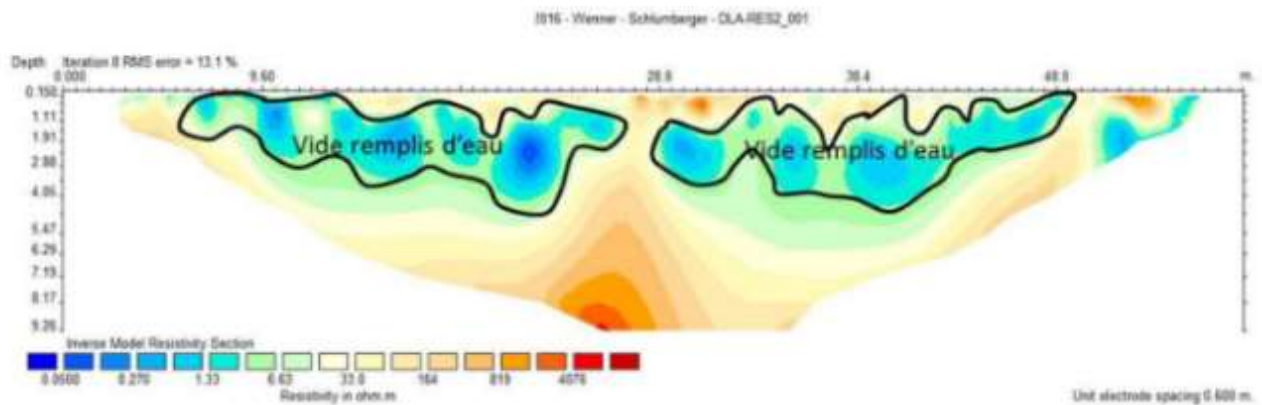 I816 - Wenner - Schlumberger - OLA-RES2_001
Depth Iteration 8 RMS error = 13.1 %
0.000 9.60 28.8 38.4 48.0 m.
0.150
1.11
1.91
2.88
4.06
5.47
6.29
7.19
8.17
9.26
Vide remplis d'eau
Vide remplis d'eau
Inverse Model Resistivity Section
0.0500 0.270 1.33 6.63 33.0 164 819 4076
Resistivity in ohm.m
Unit electrode spacing 0.600 m.